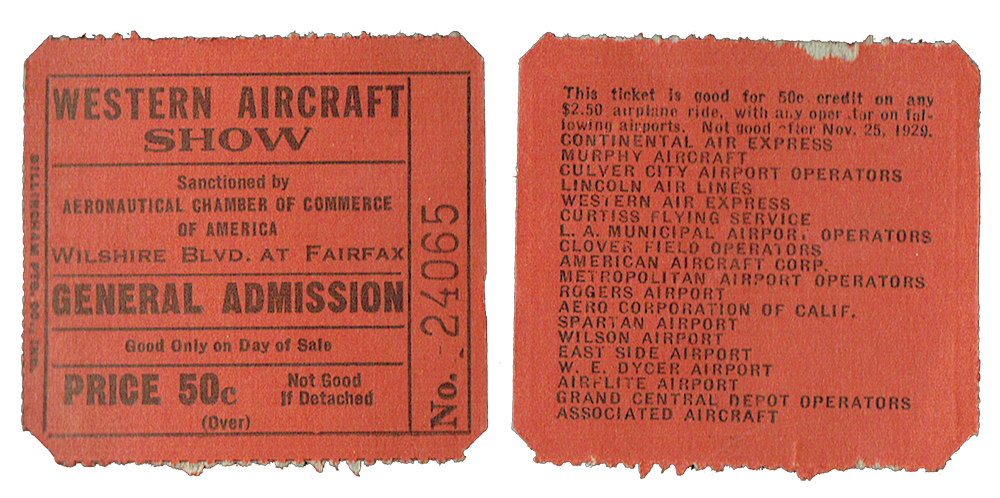 WESTERN AIRCRAFT
SHOW
Sanctioned by
AERONAUTICAL CHAMBER OF COMMERCE
OF AMERICA
WILSHIRE BLVD. AT FAIRFAX
GENERAL ADMISSION
Good Only on Day of Sale
PRICE 50c
Not Good
If Detached
(Over)
No. 24065
DILLINGHAM PTG. CO., INC.
This ticket is good for 50c credit on any
$2.50 airplane ride, with any operator on fol-
lowing airports. Not good after Nov. 25, 1929.
CONTINENTAL AIR EXPRESS
MURPHY AIRCRAFT
CULVER CITY AIRPORT OPERATORS
LINCOLN AIR LINES
WESTERN AIR EXPRESS
CURTISS FLYING SERVICE
L. A. MUNICIPAL AIRPORT OPERATORS
CLOVER FIELD OPERATORS
AMERICAN AIRCRAFT CORP.
METROPOLITAN AIRPORT OPERATORS
ROGERS AIRPORT
AERO CORPORATION OF CALIF.
SPARTAN AIRPORT
WILSON AIRPORT
EAST SIDE AIRPORT
W. E. DYCER AIRPORT
AIRFLITE AIRPORT
GRAND CENTRAL DEPOT OPERATORS
ASSOCIATED AIRCRAFT